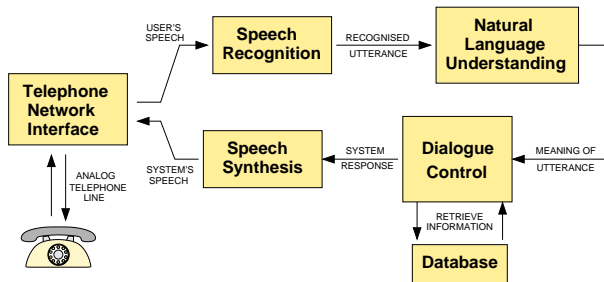 USER'S
SPEECH
Speech
Recognition
RECOGNISED
UTTERANCE
Natural
Language
Understanding
Telephone
Network
Interface
SYSTEM'S
SPEECH
Speech
Synthesis
SYSTEM
RESPONSE
Dialogue
Control
MEANING OF
UTTERANCE
ANALOG
TELEPHONE
LINE
RETRIEVE
INFORMATION
Database